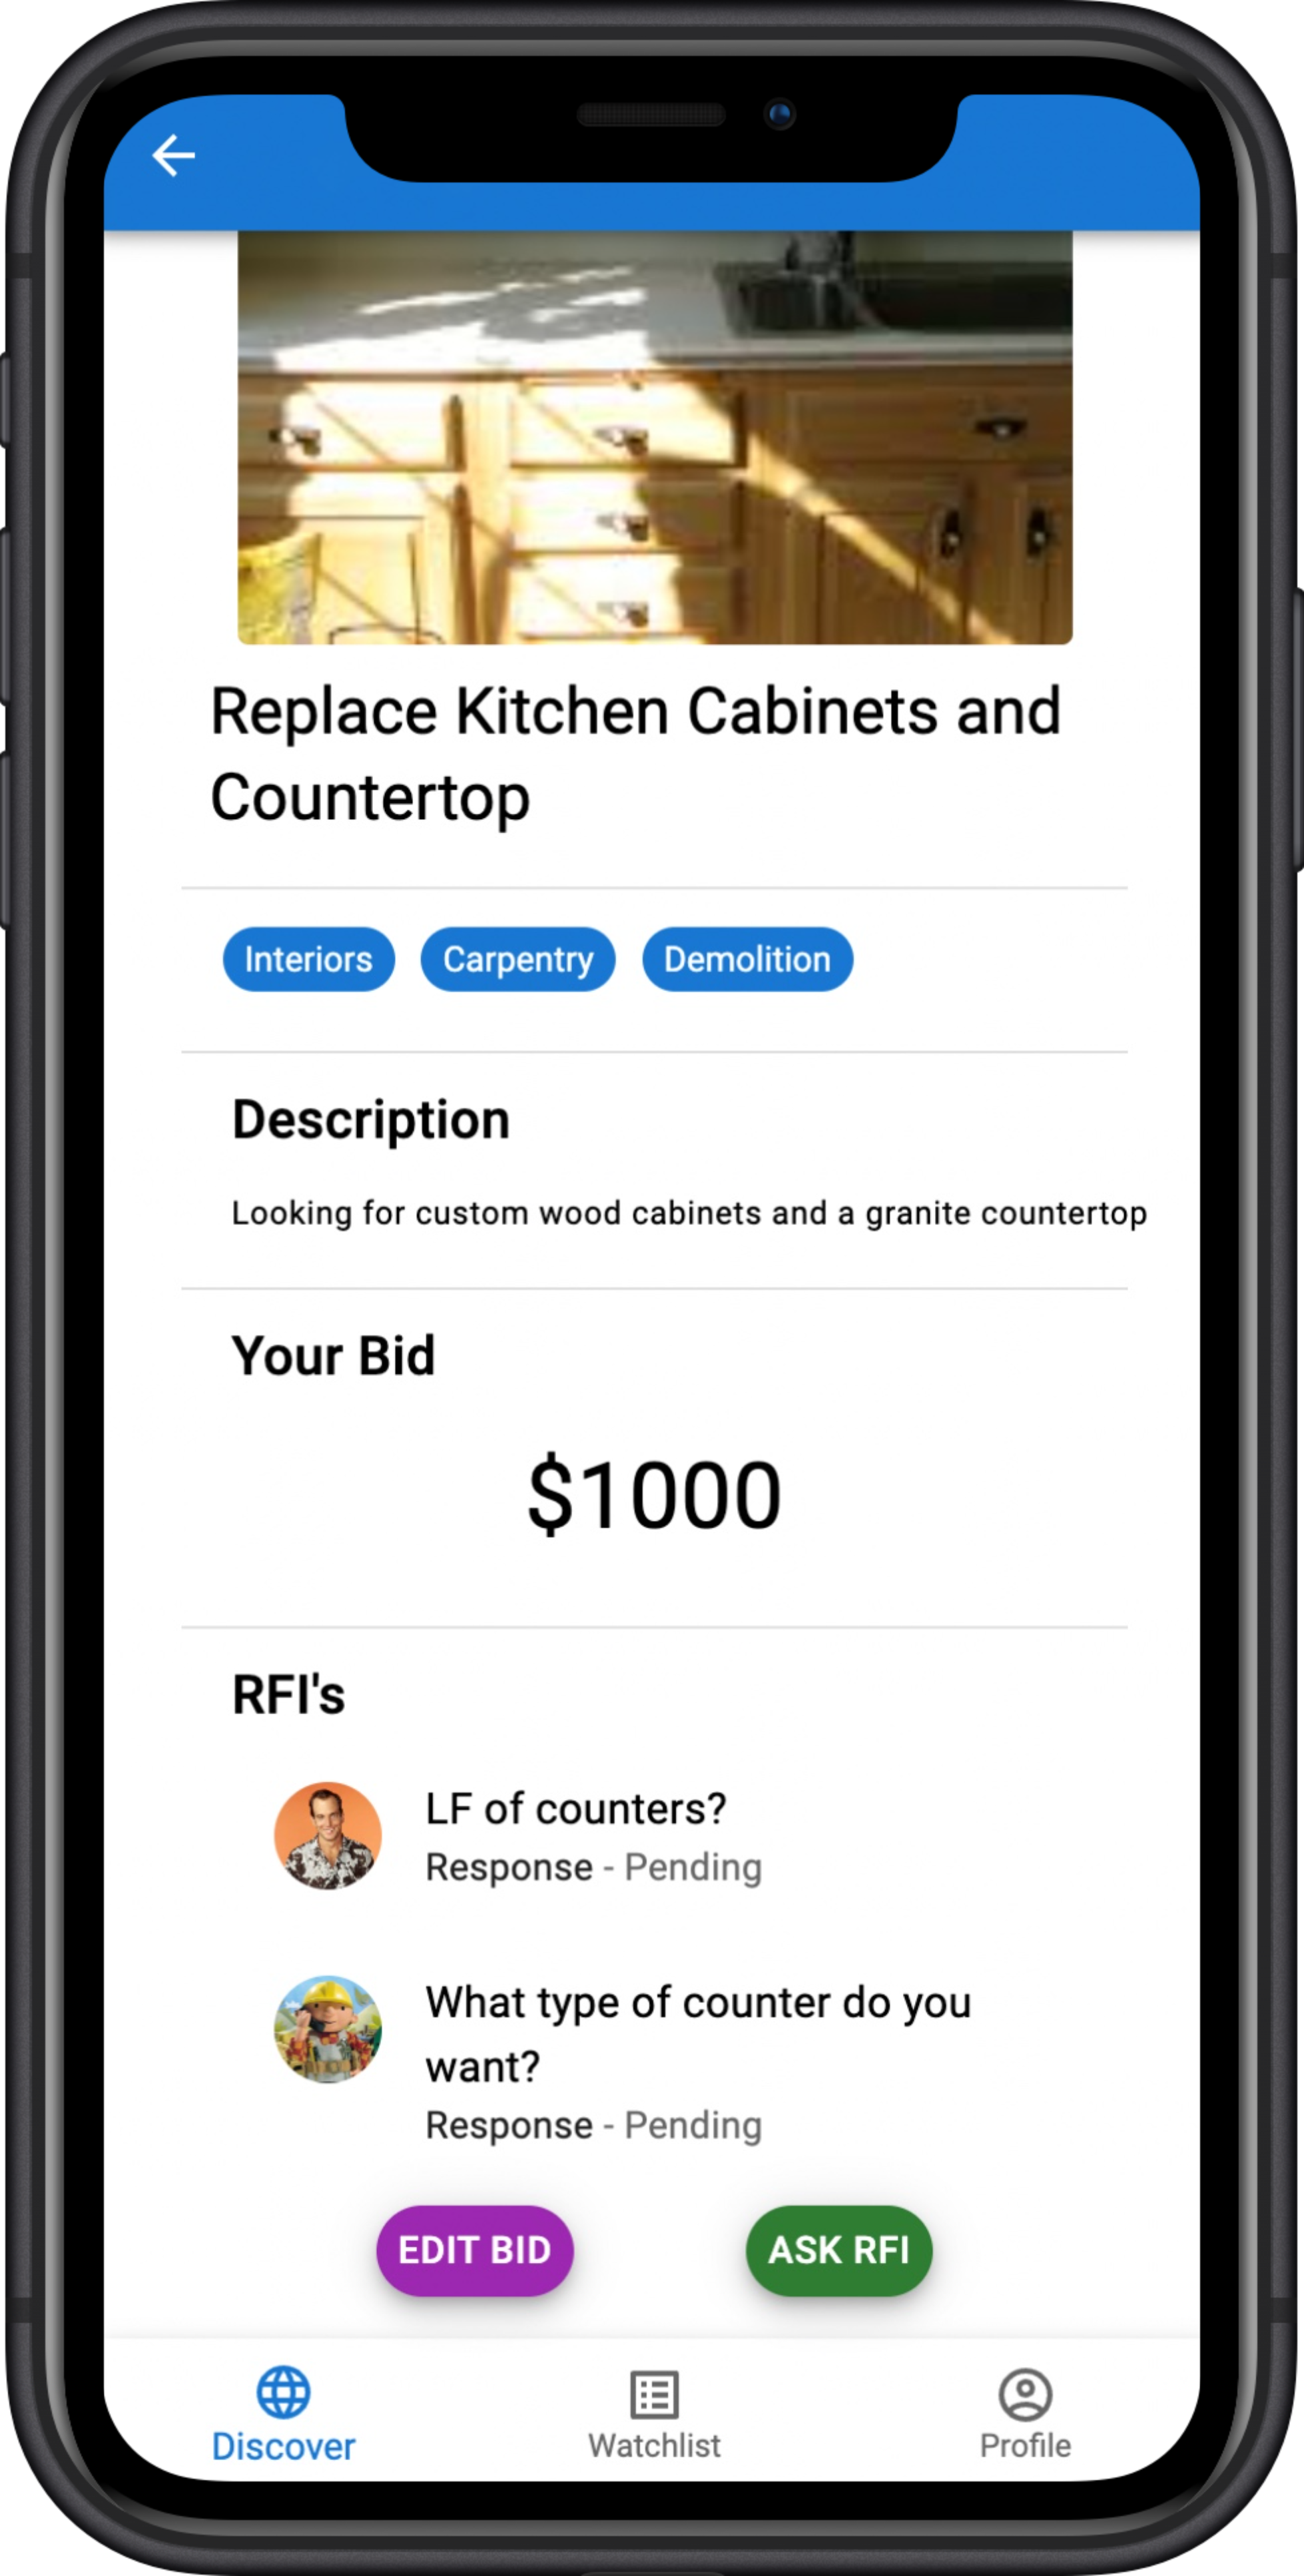 Replace Kitchen Cabinets and
Countertop
Interiors Carpentry Demolition
Description
Looking for custom wood cabinets and a granite countertop
Your Bid
$1000
RFI's
LF of counters?
Response - Pending
What type of counter do you
want?
Response - Pending
EDIT BID ASK RFI
Discover Watchlist Profile